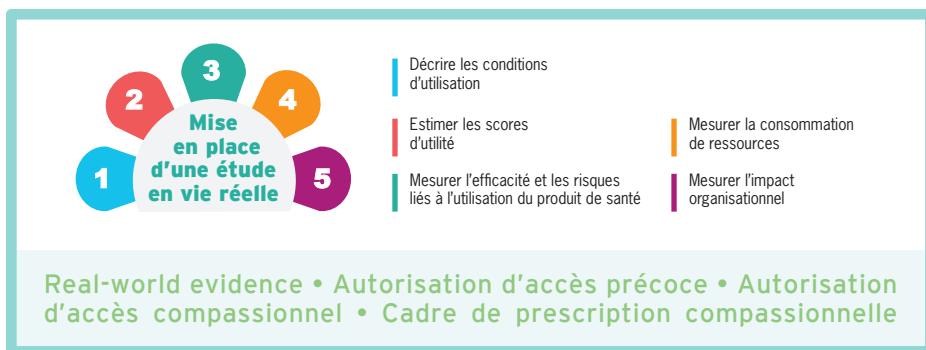 1
2
3
4
5
Mise
en place
d'une étude
en vie réelle
Décrire les conditions
d'utilisation
Estimer les scores
d'utilité
Mesurer l'efficacité et les risques
liés à l'utilisation du produit de santé
Mesurer la consommation
de ressources
Mesurer l'impact
organisationnel
Real-world evidence • Autorisation d'accès précoce • Autorisation
d'accès compassionnel • Cadre de prescription compassionnelle